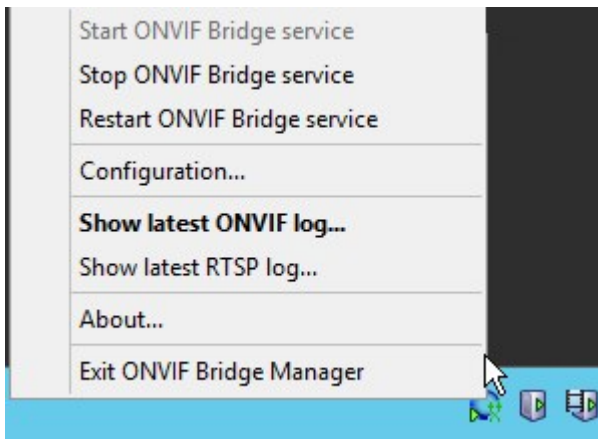 Start ONVIF Bridge service
Stop ONVIF Bridge service
Restart ONVIF Bridge service
Configuration...
Show latest ONVIF log...
Show latest RTSP log...
About...
Exit ONVIF Bridge Manager